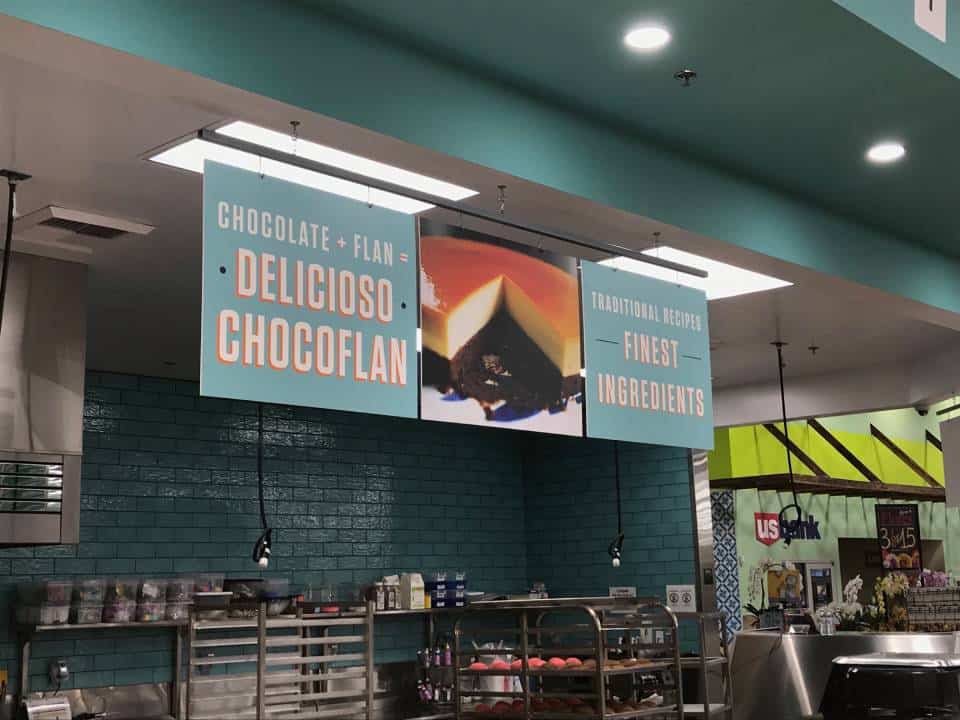 CHOCOLATE + FLAN =
• DELICIOSO •
CHOCOFLAN
TRADITIONAL RECIPES
— FINEST —
INGREDIENTS
us bank